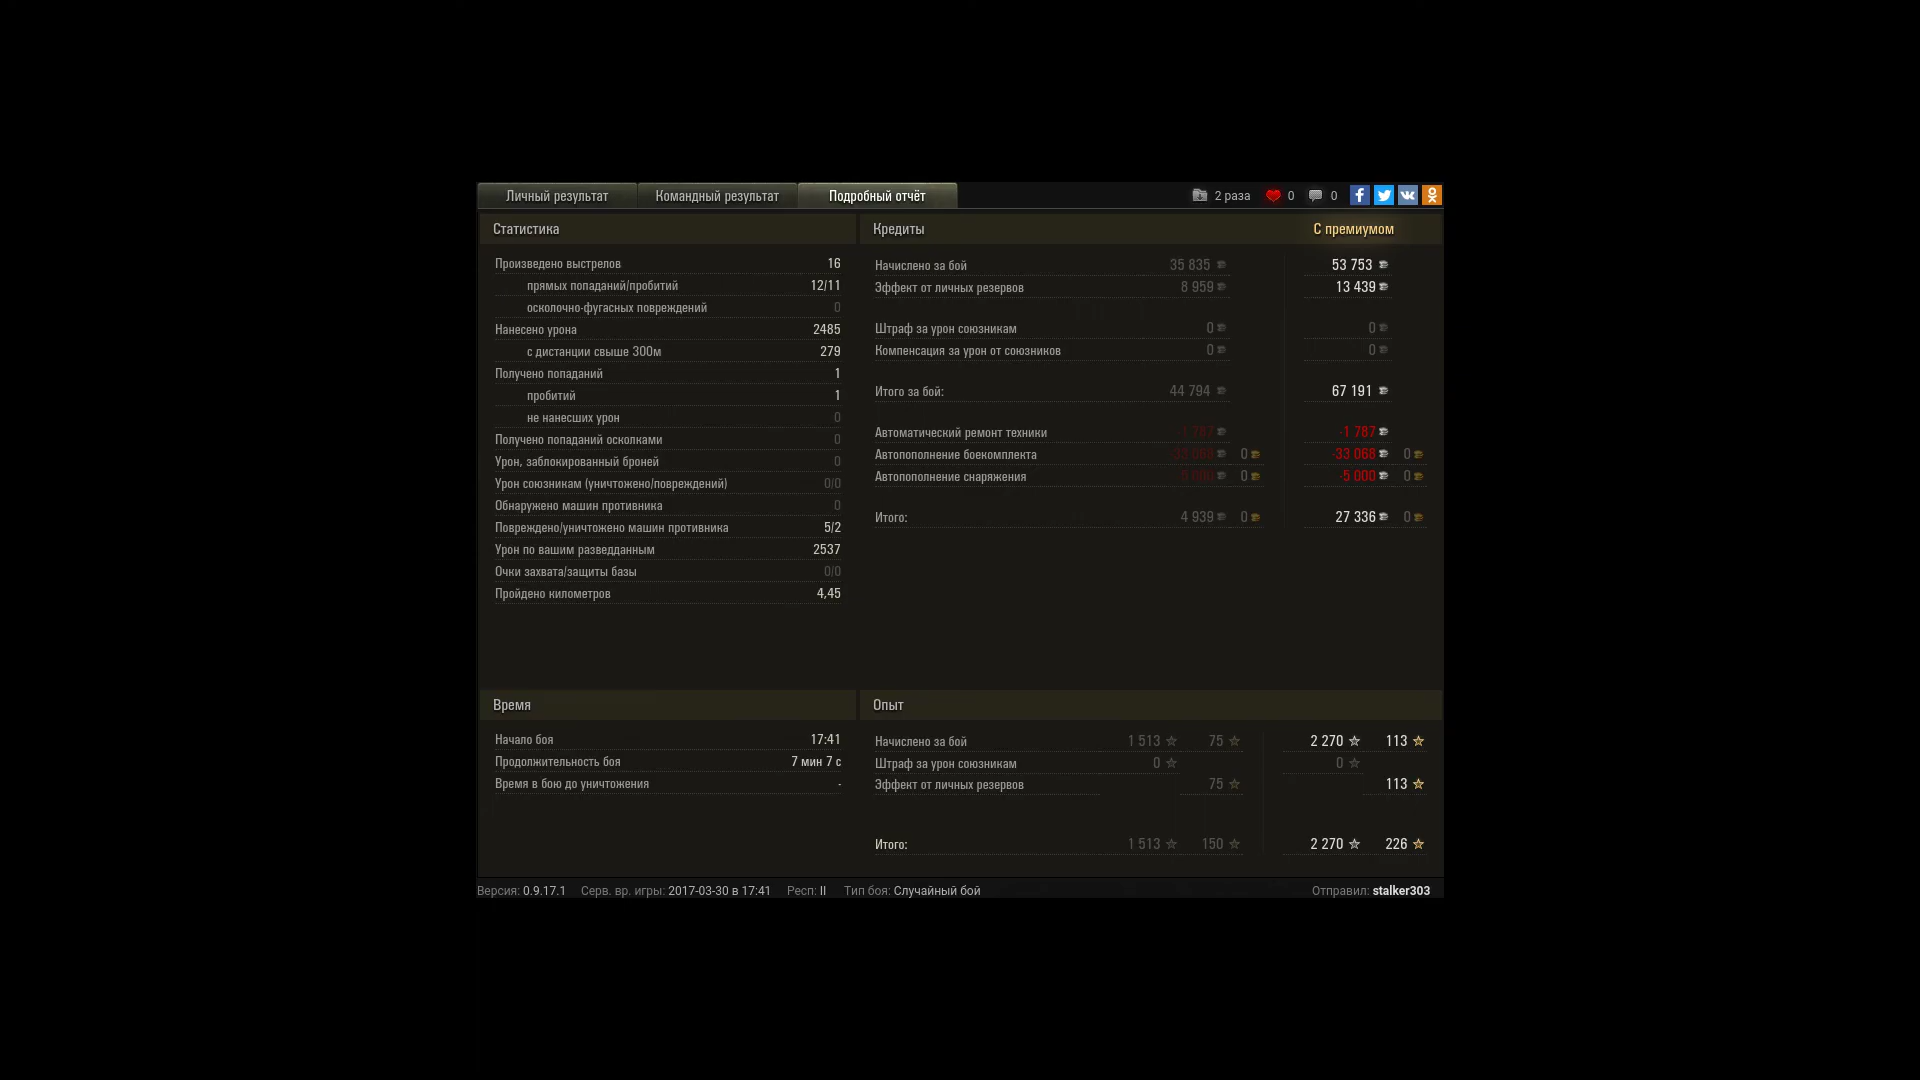 Личный результат Командный результат Подробный отчёт 2 раза 0 0
Статистика
Произведено выстрелов 16
прямых попаданий/пробитий 12/11
осколочно-фугасных повреждений 0
Нанесено урона 2485
с дистанции свыше 300м 279
Получено попаданий 1
пробитий 1
не нанесших урон 0
Получено попаданий осколками 0
Урон, заблокированный броней 0
Урон союзникам (уничтожено/повреждений) 0/0
Обнаружено машин противника 0
Повреждено/уничтожено машин противника 5/2
Урон по вашим разведданным 2537
Очки захвата/защиты базы 0/0
Пройдено километров 4,45
Кредиты С премиумом
Начислено за бой 35 835 53 753
Эффект от личных резервов 8 959 13 439
Штраф за урон союзникам 0 0
Компенсация за урон от союзников 0 0
Итого за бой: 44 794 67 191
Автоматический ремонт техники -1 787 -1 787
Автопополнение боекомплекта -33 068 0 -33 068 0
Автопополнение снаряжения -5 000 0 -5 000 0
Итого: 4 939 0 27 336 0
Время
Начало боя 17:41
Продолжительность боя 7 мин 7 с
Время в бою до уничтожения -
Опыт
Начислено за бой 1 513 75 2 270 113
Штраф за урон союзникам 0 0
Эффект от личных резервов 75 113
Итого: 1 513 150 2 270 226
Версия: 0.9.17.1 Серв. вр. игры: 2017-03-30 в 17:41 Респ: II Тип боя: Случайный бой Отправил: stalker303